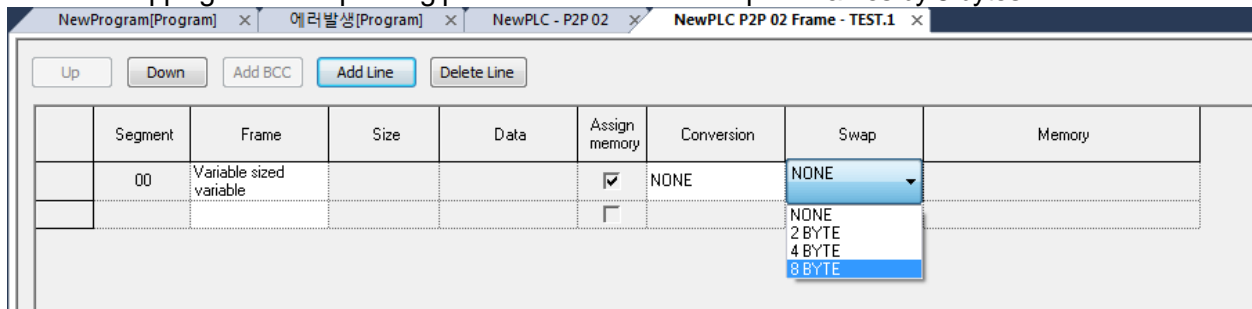 NewProgram[Program] × 에러발생[Program] × NewPLC - P2P 02 × NewPLC P2P 02 Frame - TEST.1 ×
Up Down Add BCC Add Line Delete Line
Segment Frame Size Data Assign memory Conversion Swap Memory
00 Variable sized variable NONE NONE
NONE
2 BYTE
4 BYTE
8 BYTE